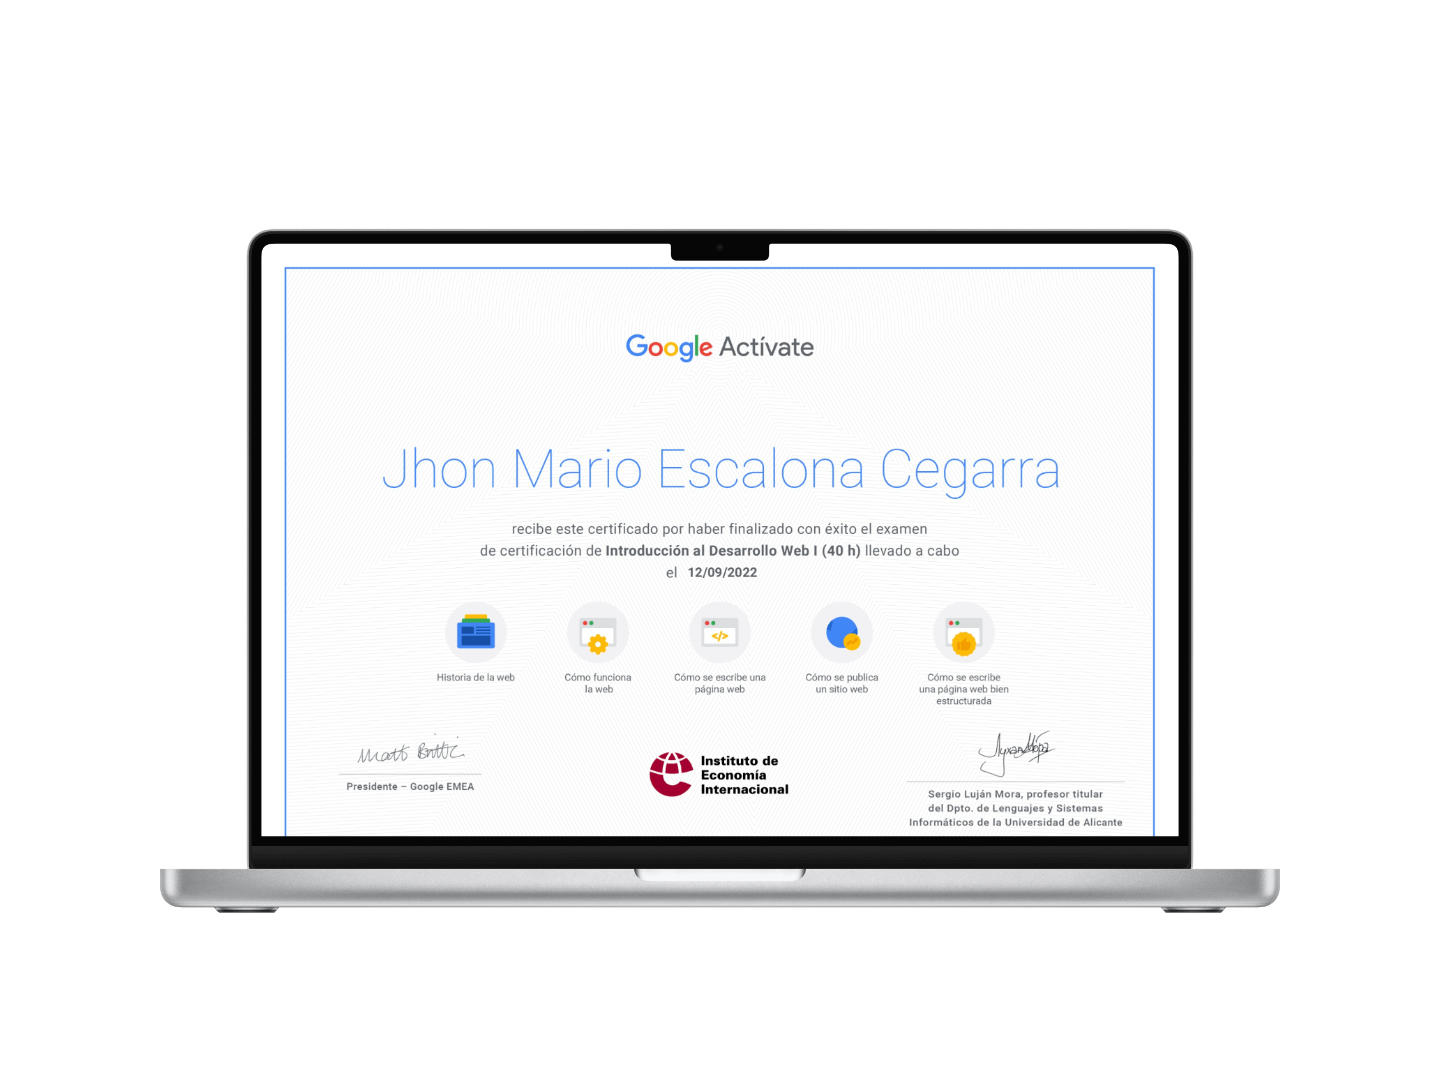 Google Actívate
Jhon Mario Escalona Cegarra
recibe este certificado por haber finalizado con éxito el examen
de certificación de Introducción al Desarrollo Web I (40 h) llevado a cabo
el 12/09/2022
Historia de la web
Cómo funciona
la web
Cómo se escribe una
página web
</>
Cómo se publica
un sitio web
Cómo se escribe
una página web bien
estructurada
Matt Brittin
Presidente – Google EMEA
Instituto de
Economía
Internacional
Sergio Luján Mora, profesor titular
del Dpto. de Lenguajes y Sistemas
Informáticos de la Universidad de Alicante